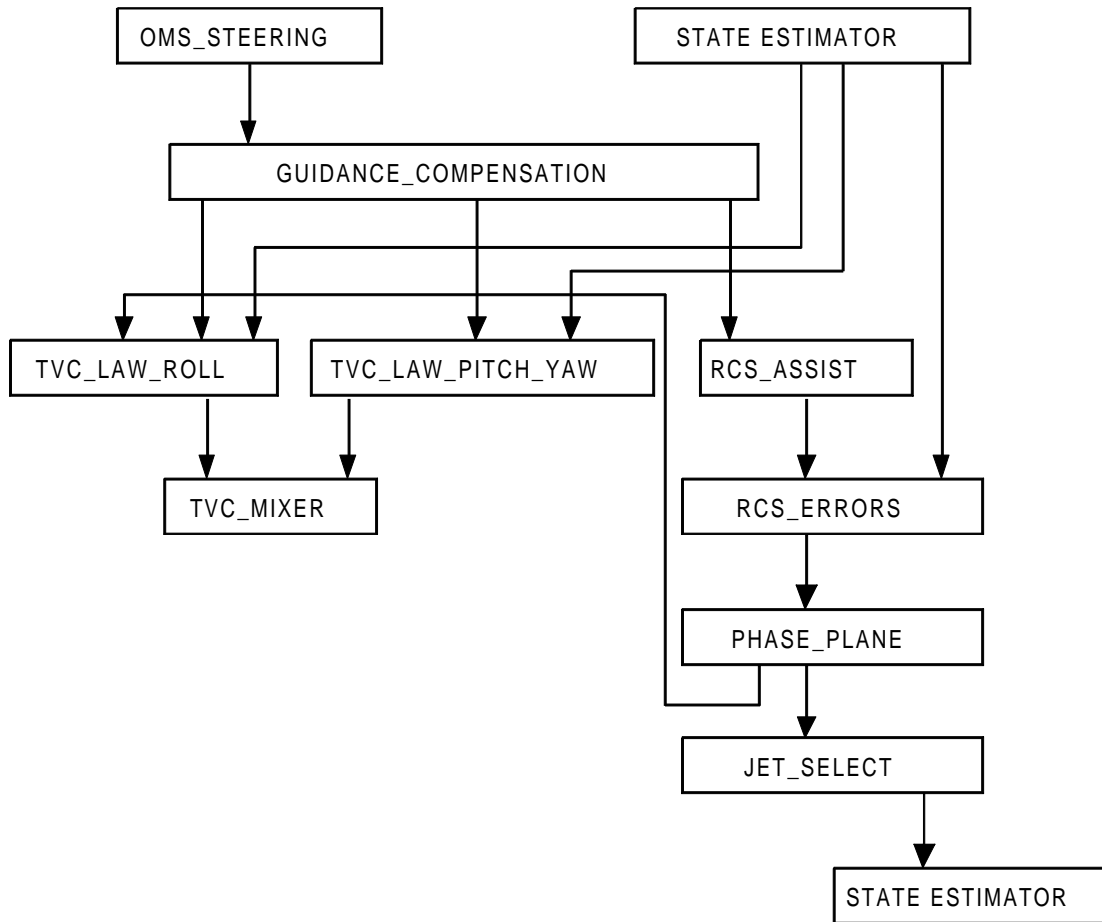 OMS_STEERING
STATE ESTIMATOR
GUIDANCE_COMPENSATION
TVC_LAW_ROLL
TVC_LAW_PITCH_YAW
RCS_ASSIST
TVC_MIXER
RCS_ERRORS
PHASE_PLANE
JET_SELECT
STATE ESTIMATOR